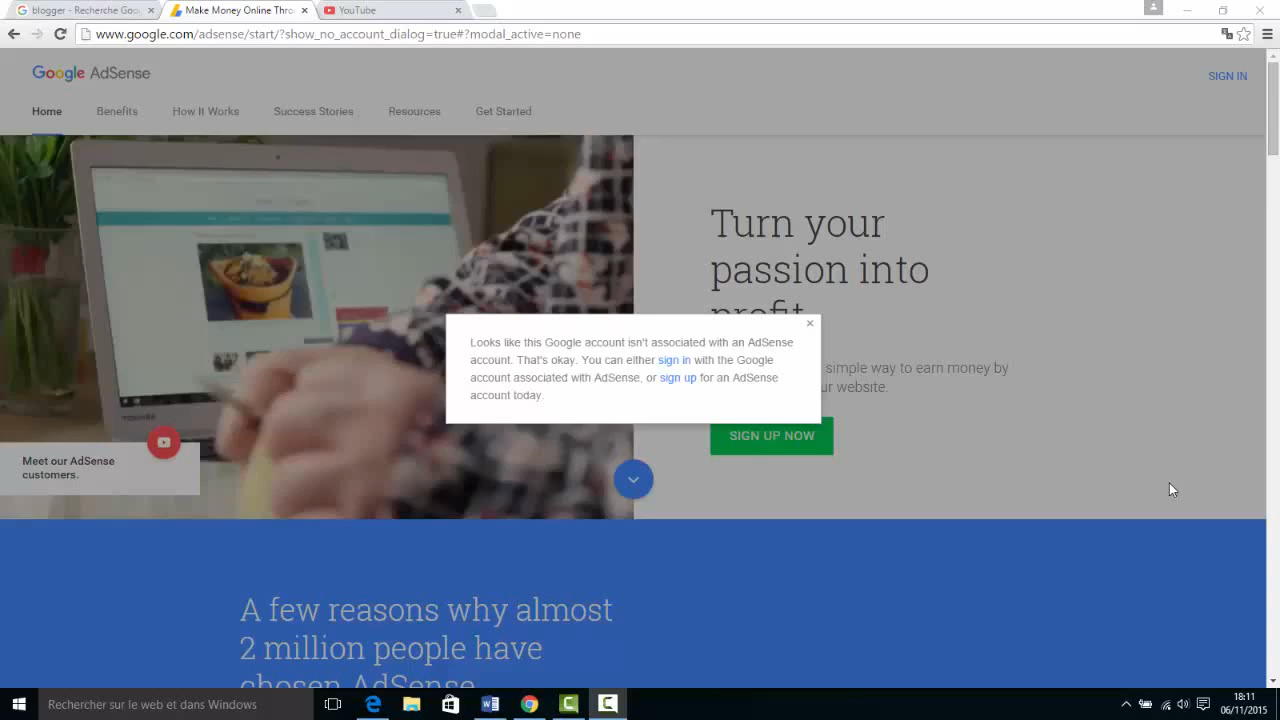 blogger - Recherche Goog
Make Money Online Thro
YouTube
www.google.com/adsense/start/?show_no_account_dialog=true#?modal_active=none
Google AdSense
SIGN IN
Home
Benefits
How It Works
Success Stories
Resources
Get Started
Turn your
passion into
profit
simple way to earn money by
ur website.
SIGN UP NOW
Looks like this Google account isn't associated with an AdSense
account. That's okay. You can either sign in with the Google
account associated with AdSense, or sign up for an AdSense
account today.
TOSHIBA
Meet our AdSense
customers.
A few reasons why almost
2 million people have
chosen AdSense
Rechercher sur le web et dans Windows
18:11
06/11/2015